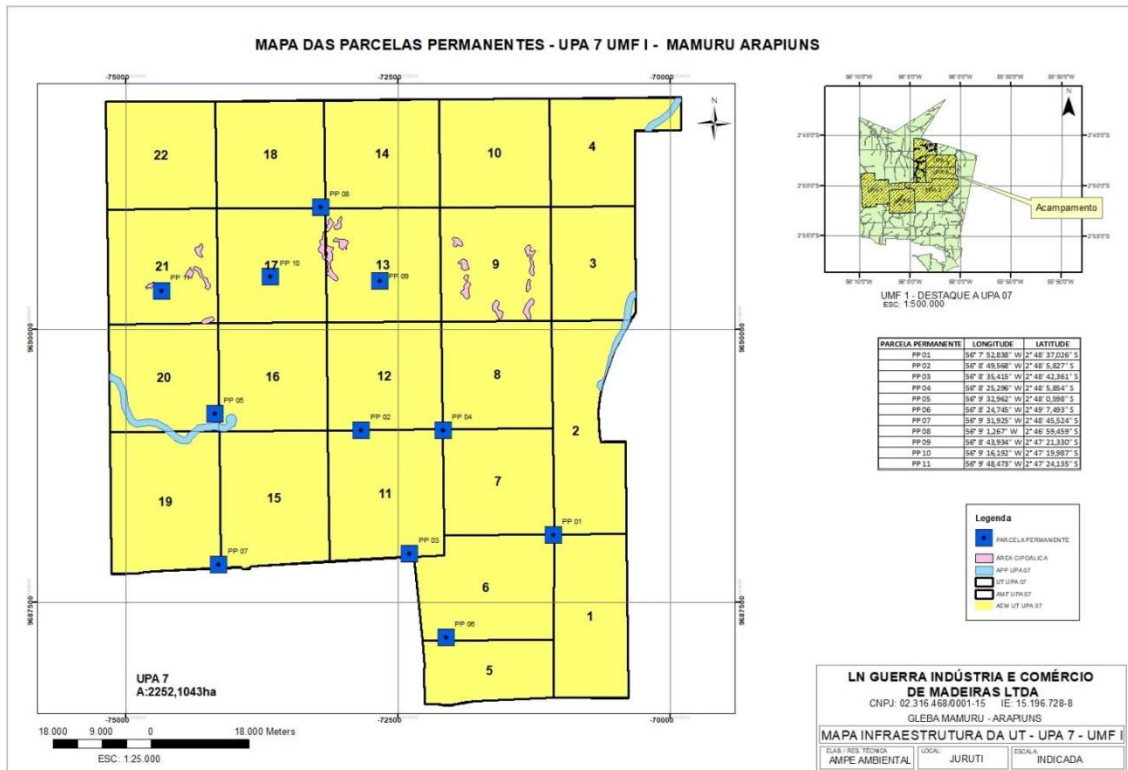 MAPA DAS PARCELAS PERMANENTES - UPA 7 UMF I - MAMURU ARAPIUNS
-75000 -72500 -70000
N
22 18 14 10 4
PP 08
21 17 13 9 3
PP 10
PP 09
9690000 9690000
20 16 12 8
PP 05
PP 02 PP 04
2
19 15 11 7
PP 01
PP 03
PP 07
6
9687500 9687500
1
PP 06
5
UPA 7
A:2252,1043ha
-75000 -72500 -70000
18.000 9.000 0 18.000 Meters
ESC: 1:25.000
N
Acampamento
UMF 1 - DESTAQUE A UPA 07
ESC: 1:500.000
PARCELA PERMANENTE LONGITUDE LATITUDE
PP 01 56° 7' 52,838" W 2° 48' 37,026" S
PP 02 56° 8' 49,568" W 2° 48' 5,827" S
PP 03 56° 8' 35,415" W 2° 48' 42,361" S
PP 04 56° 8' 25,296" W 2° 48' 5,854" S
PP 05 56° 9' 32,962" W 2° 48' 0,598" S
PP 06 56° 8' 24,745" W 2° 49' 7,493" S
PP 07 56° 9' 31,925" W 2° 48' 45,524" S
PP 08 56° 9' 1,267" W 2° 46' 59,459" S
PP 09 56° 8' 43,934" W 2° 47' 21,330" S
PP 10 56° 9' 16,192" W 2° 47' 19,987" S
PP 11 56° 9' 48,473" W 2° 47' 24,135" S
Legenda
PARCELA PERMANENTE
ÁREA CIPOÁLICA
APP UPA 07
UT UPA 07
AMF UPA 07
AEM UT UPA 07
LN GUERRA INDÚSTRIA E COMÉRCIO
DE MADEIRAS LTDA
CNPJ: 02.316.468/0001-15 IE: 15.196.728-8
GLEBA MAMURU - ARAPIUNS
MAPA INFRAESTRUTURA DA UT - UPA 7 - UMF I
ELAB / RES. TÉCNICA
AMPE AMBIENTAL
LOCAL:
JURUTI
ESCALA:
INDICADA